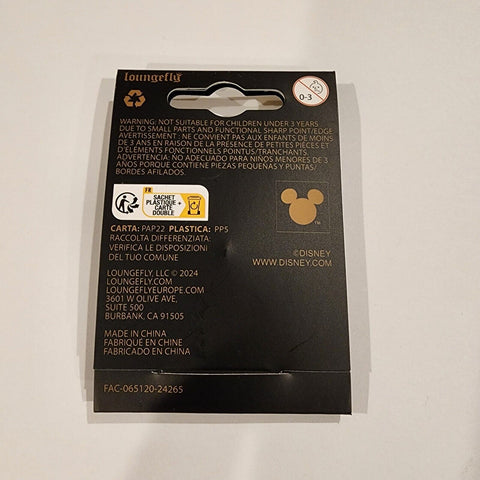 loungefly
0-3
WARNING: NOT SUITABLE FOR CHILDREN UNDER 3 YEARS
DUE TO SMALL PARTS AND FUNCTIONAL SHARP POINT/EDGE
AVERTISSEMENT : NE CONVIENT PAS AUX ENFANTS DE MOINS
DE 3 ANS EN RAISON DE LA PRESENCE DE PETITES PIÈCES ET
D'ÉLÉMENTS FONCTIONNELS POINTUS/TRANCHANTS
ADVERTENCIA: NO ADECUADO PARA NIÑOS MENORES DE 3
AÑOS PORQUE CONTIENE PIEZAS PEQUEÑAS Y PUNTAS/
BORDES AFILADOS.
FR
SACHET
PLASTIQUE +
CARTE
DOUBLE
CARTA: PAP22 PLASTICA: PP5
RACCOLTA DIFFERENZIATA:
VERIFICA LE DISPOSIZIONI
DEL TUO COMUNE
TM
©DISNEY
WWW.DISNEY.COM
LOUNGEFLY, LLC © 2024
LOUNGEFLY.COM
LOUNGEFLYEUROPE.COM
3601 W OLIVE AVE,
SUITE 500
BURBANK, CA 91505
MADE IN CHINA
FABRIQUÉ EN CHINE
FABRICADO EN CHINA
FAC-065120-24265